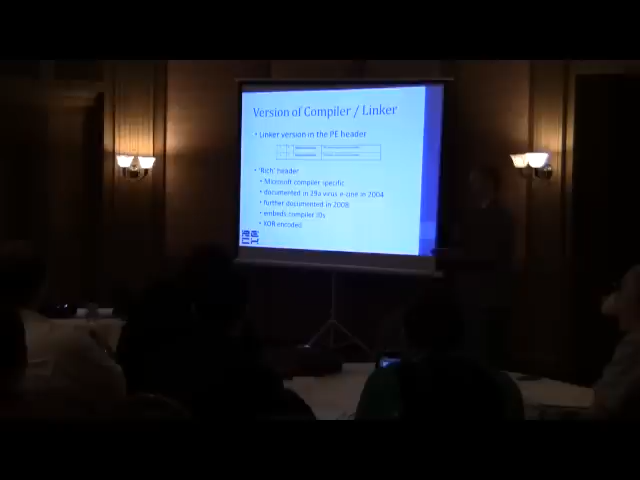 Version of Compiler / Linker
• Linker version in the PE header
• 'Rich' header
• Microsoft compiler specific
• documented in 29a virus e-zine in 2004
• further documented in 2008
• embeds compiler IDs
• XOR encoded